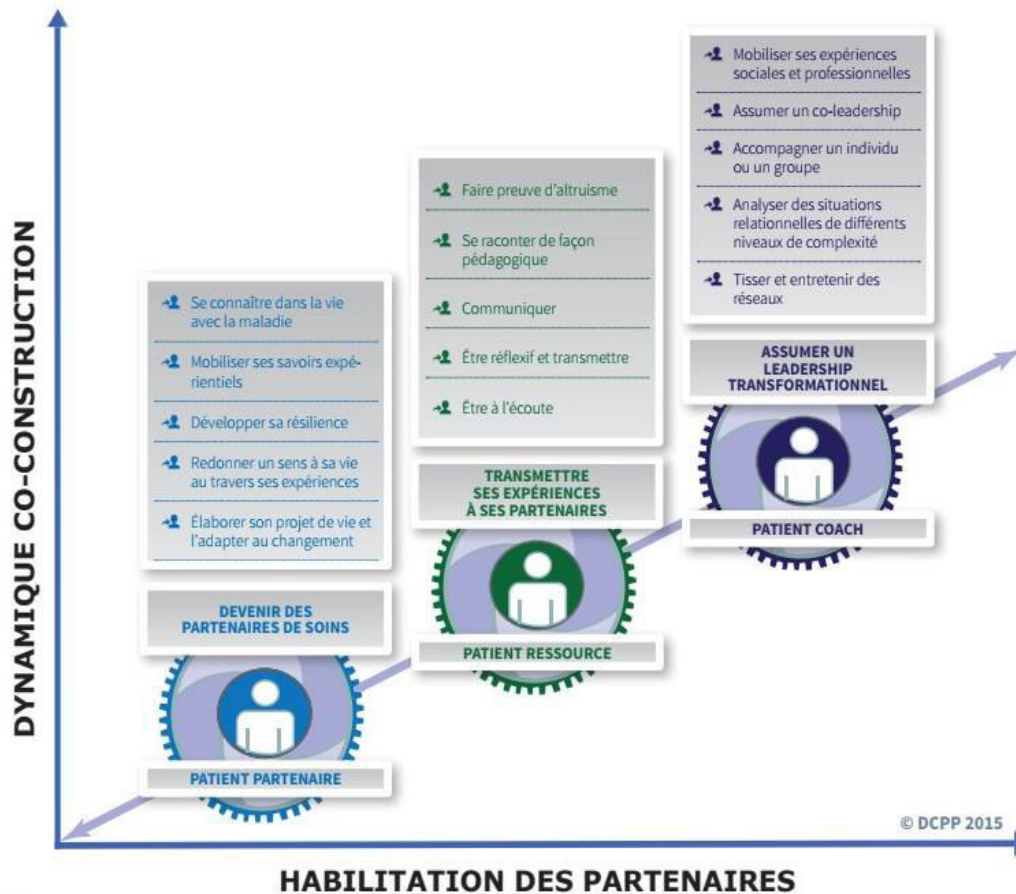 DYNAMIQUE CO-CONSTRUCTION
Se connaître dans la vie
avec la maladie
Mobiliser ses savoirs expé-
rientiels
Développer sa résilience
Redonner un sens à sa vie
au travers ses expériences
Élaborer son projet de vie et
l'adapter au changement
DEVENIR DES
PARTENAIRES DE SOINS
PATIENT PARTENAIRE
Faire preuve d'altruisme
Se raconter de façon
pédagogique
Communiquer
Être réflexif et transmettre
Être à l'écoute
TRANSMETTRE
SES EXPÉRIENCES
À SES PARTENAIRES
PATIENT RESSOURCE
Mobiliser ses expériences
sociales et professionnelles
Assumer un co-leadership
Accompagner un individu
ou un groupe
Analyser des situations
relationnelles de différents
niveaux de complexité
Tisser et entretenir des
réseaux
ASSUMER UN
LEADERSHIP
TRANSFORMATIONNEL
PATIENT COACH
© DCPP 2015
HABILITATION DES PARTENAIRES